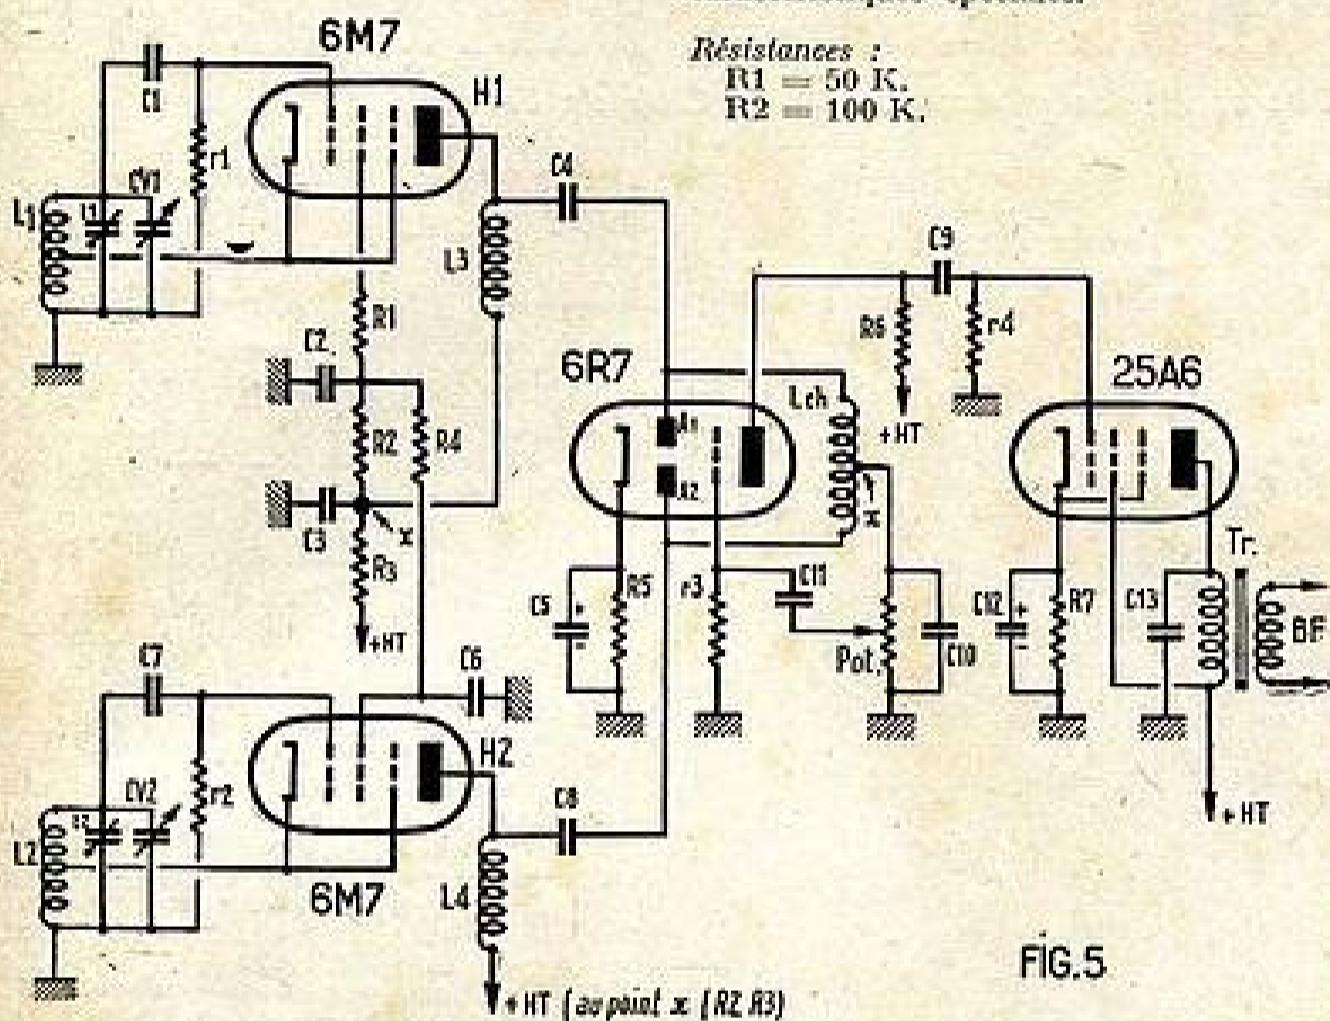 Résistances :
R1 = 50 K.
R2 = 100 K.
6M7
H1
C1
r1
CV1
L1
L3
C4
R1
C2
R2
R4
C3
x
R3
+HT
6R7
A1
A2
Lch
x
R6
+HT
C9
r4
25A6
C5
+
-
R5
r3
C11
Pot.
C10
C12
+
-
R7
C13
Tr.
BF
+HT
C7
C6
H2
r2
CV2
L2
6M7
L4
C8
+HT (au point x (R2 R3)
FIG.5